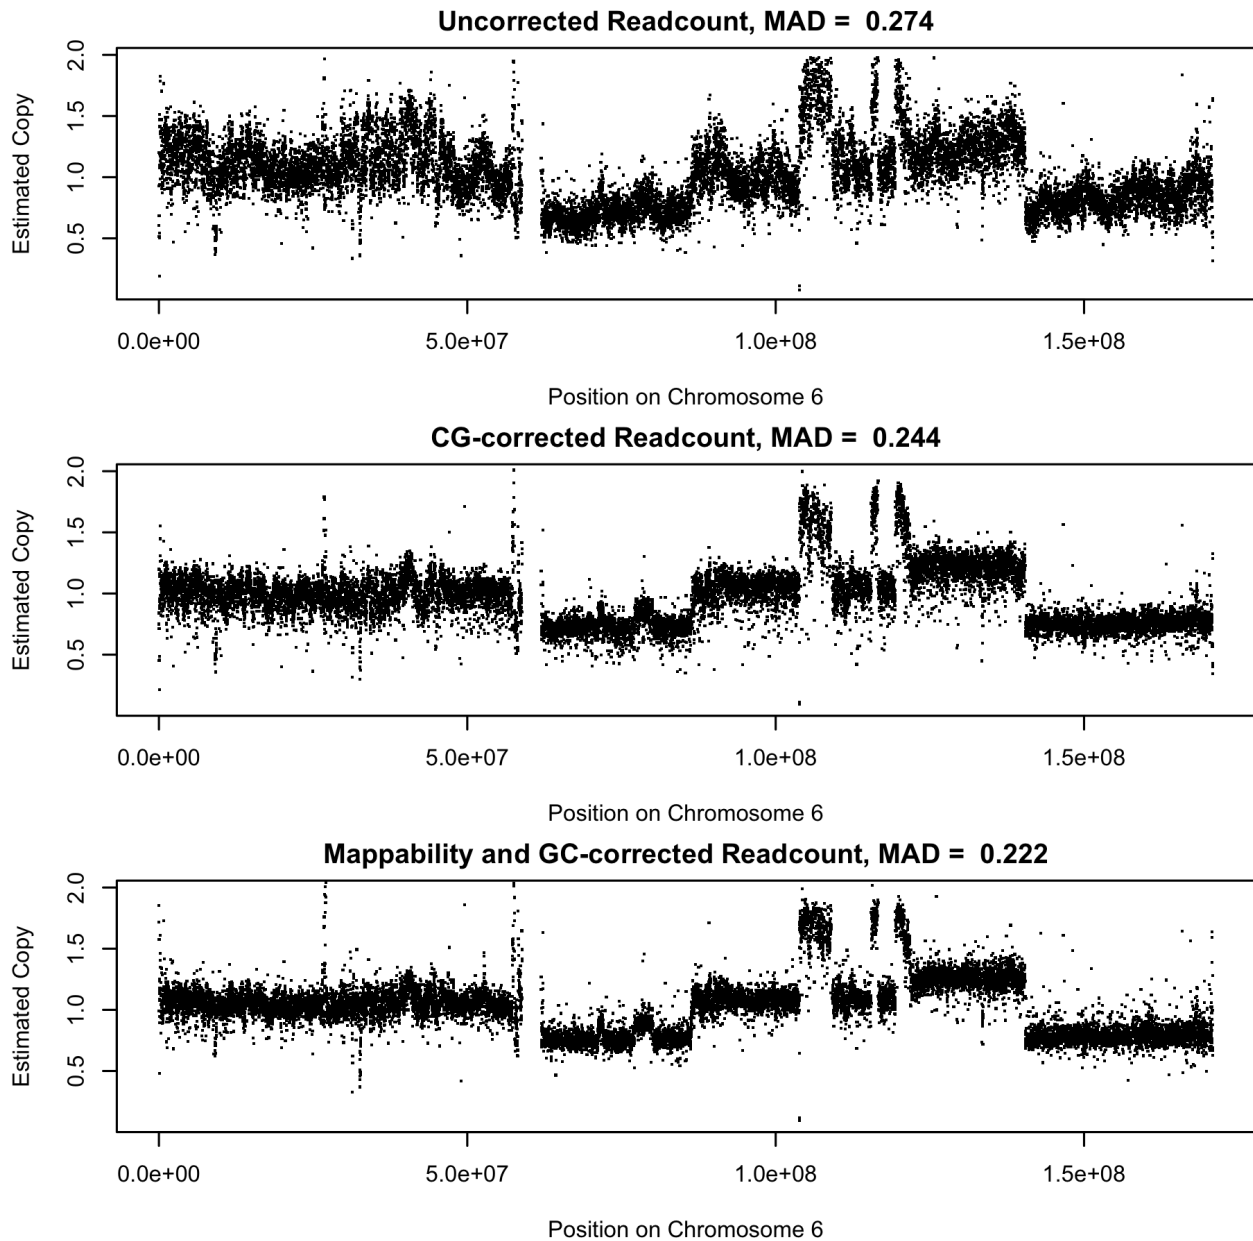 Uncorrected Readcount, MAD =  0.274
Estimated Copy
2.0
1.5
1.0
0.5
0.0e+00 5.0e+07 1.0e+08 1.5e+08
Position on Chromosome 6
CG-corrected Readcount, MAD =  0.244
Estimated Copy
2.0
1.5
1.0
0.5
0.0e+00 5.0e+07 1.0e+08 1.5e+08
Position on Chromosome 6
Mappability and GC-corrected Readcount, MAD =  0.222
Estimated Copy
2.0
1.5
1.0
0.5
0.0e+00 5.0e+07 1.0e+08 1.5e+08
Position on Chromosome 6